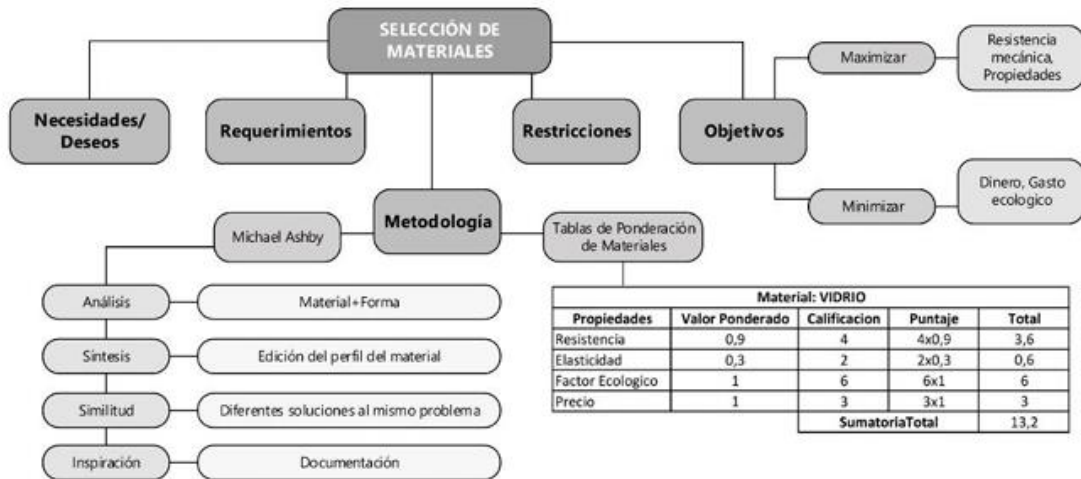 SELECCIÓN DE
MATERIALES
Necesidades/
Deseos
Requerimientos
Restricciones
Objetivos
Maximizar
Resistencia
mecánica,
Propiedades
Minimizar
Dinero, Gasto
ecologico
Metodología
Michael Ashby
Tablas de Ponderación
de Materiales
Análisis
Material+Forma
Síntesis
Edición del perfil del material
Similitud
Diferentes soluciones al mismo problema
Inspiración
Documentación
Material: VIDRIO
Propiedades Valor Ponderado Calificacion Puntaje Total
Resistencia 0,9 4 4x0,9 3,6
Elasticidad 0,3 2 2x0,3 0,6
Factor Ecologico 1 6 6x1 6
Precio 1 3 3x1 3
SumatoriaTotal 13,2